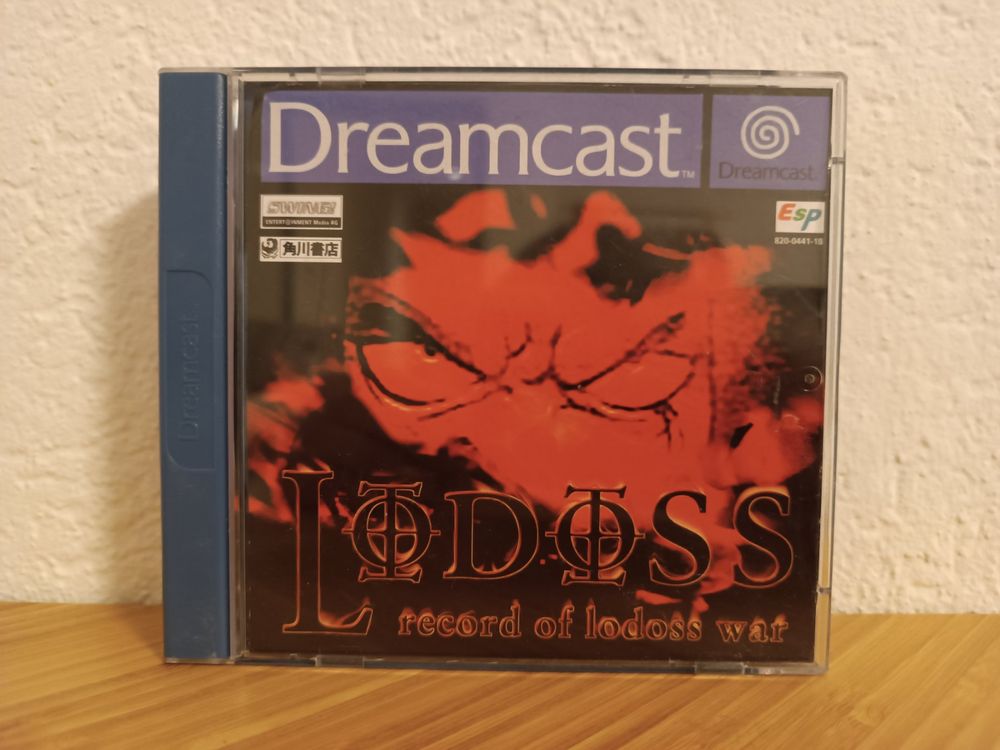 Dreamcast™
Dreamcast
SWING!
ENTERT@INMENT Media AG
角川書店
Esp
820-0441-18
Dreamcast
LODOSS
record of lodoss war